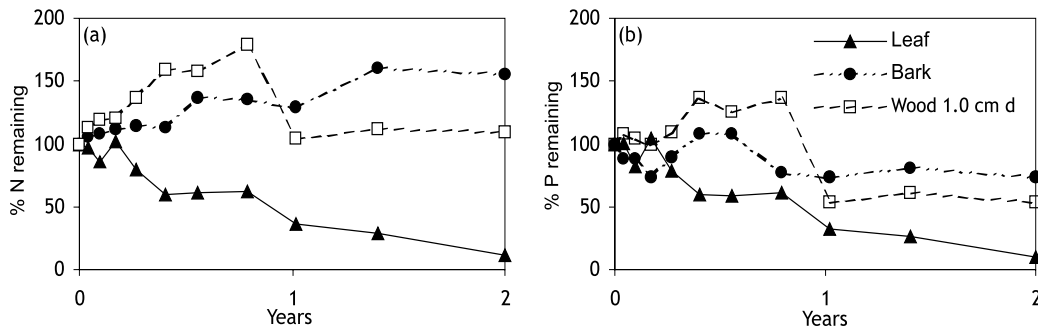 (a)
% N remaining
200
150
100
50
0
0 1 2
Years
(b)
% P remaining
200
150
100
50
0
0 1 2
Years
Leaf
Bark
Wood 1.0 cm d